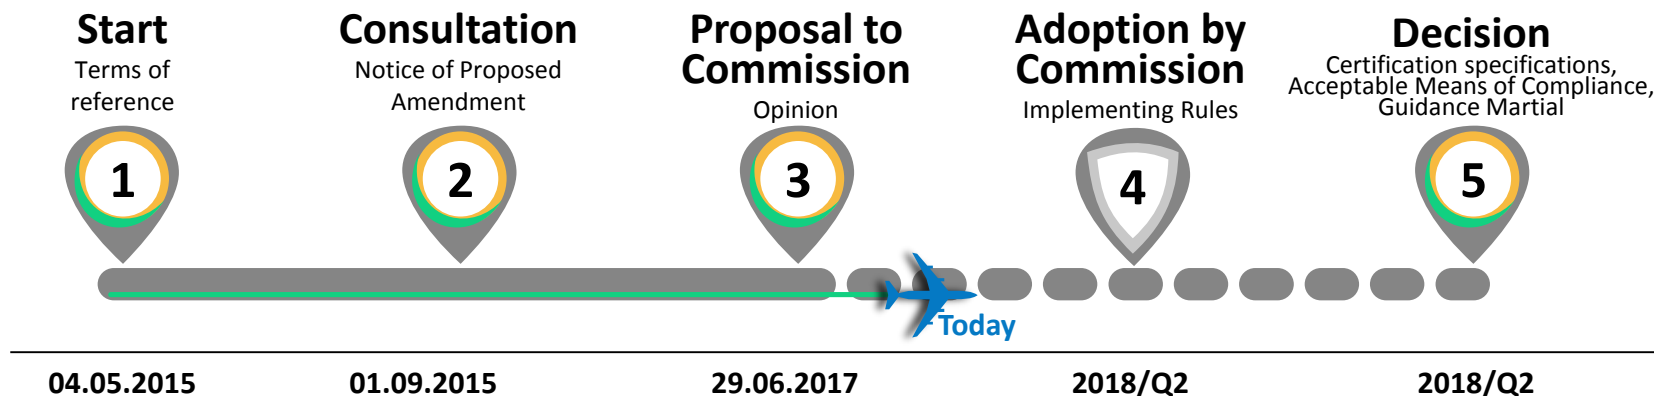 Start
Terms of
reference
1
04.05.2015
Consultation
Notice of Proposed
Amendment
2
01.09.2015
Proposal to
Commission
Opinion
3
29.06.2017
Adoption by
Commission
Implementing Rules
4
2018/Q2
Decision
Certification specifications,
Acceptable Means of Compliance,
Guidance Martial
5
2018/Q2
Today